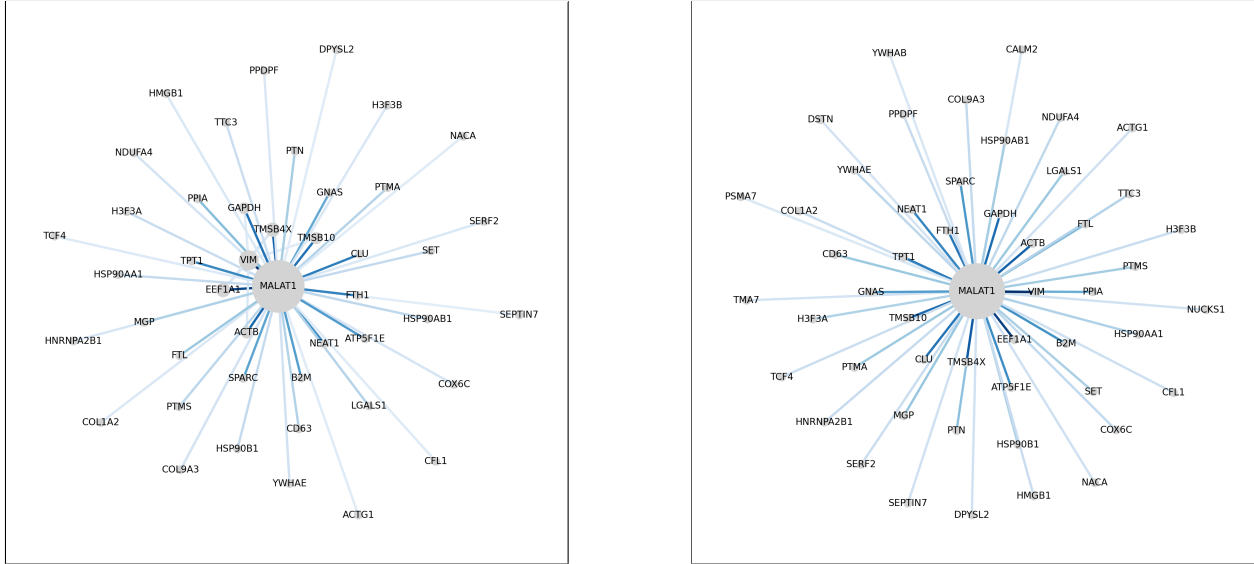 DPYSL2
PPDPF
HMGB1
H3F3B
TTC3
NACA
NDUFA4
PTN
PTMA
GNAS
PPIA
GAPDH
H3F3A
SERF2
TMSB4X
TMSB10
TCF4
SET
CLU
VIM
TPT1
HSP90AA1
MALAT1
EEF1A1
FTH1
SEPTIN7
HSP90AB1
MGP
ACTB
HNRNPA2B1
ATP5F1E
NEAT1
FTL
SPARC
B2M
COX6C
PTMS
LGALS1
COL1A2
CD63
HSP90B1
CFL1
COL9A3
YWHAE
ACTG1
CALM2
YWHAB
COL9A3
PPDPF
NDUFA4
DSTN
ACTG1
HSP90AB1
YWHAE
LGALS1
SPARC
TTC3
PSMA7
COL1A2
NEAT1
GAPDH
FTL
FTH1
H3F3B
ACTB
CD63
TPT1
PTMS
MALAT1
GNAS
VIM
PPIA
TMA7
NUCKS1
H3F3A
TMSB10
HSP90AA1
EEF1A1
B2M
CLU
TMSB4X
PTMA
TCF4
ATP5F1E
SET
CFL1
MGP
HNRNPA2B1
PTN
COX6C
HSP90B1
SERF2
NACA
HMGB1
SEPTIN7
DPYSL2